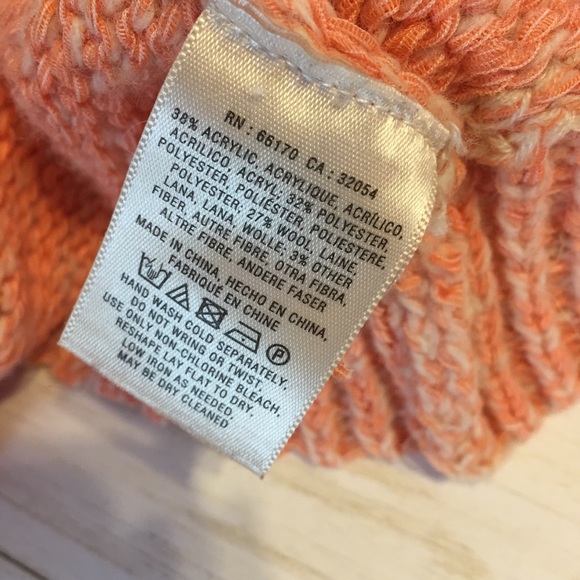 RN : 66170 CA : 32054
38% ACRYLIC, ACRYLIQUE, ACRÍLICO,
ACRILICO, ACRYL, 32% POLYESTER,
POLYESTER, POLIÉSTER, POLIESTERE,
POLYESTER, 27% WOOL, LAINE,
LANA, LANA, WOLLE, 3% OTHER
FIBER, AUTRE FIBRE, OTRA FIBRA,
ALTRE FIBRE, ANDERE FASER
MADE IN CHINA, HECHO EN CHINA,
FABRIQUÉ EN CHINE
P
HAND WASH COLD SEPARATELY.
DO NOT WRING OR TWIST.
USE ONLY NON-CHLORINE BLEACH.
RESHAPE LAY FLAT TO DRY.
LOW IRON AS NEEDED.
MAY BE DRY CLEANED